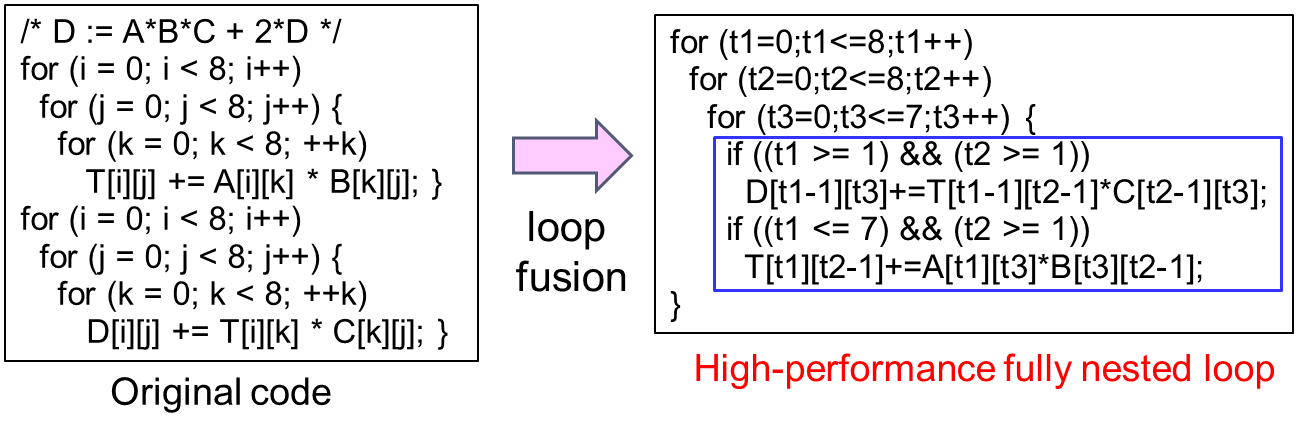 /* D := A*B*C + 2*D */
for (i = 0; i < 8; i++)
for (j = 0; j < 8; j++) {
for (k = 0; k < 8; ++k)
T[i][j] += A[i][k] * B[k][j]; }
for (i = 0; i < 8; i++)
for (j = 0; j < 8; j++) {
for (k = 0; k < 8; ++k)
D[i][j] += T[i][k] * C[k][j]; }
Original code
loop
fusion
for (t1=0;t1<=8;t1++)
for (t2=0;t2<=8;t2++)
for (t3=0;t3<=7;t3++) {
if ((t1 >= 1) && (t2 >= 1))
D[t1-1][t3]+=T[t1-1][t2-1]*C[t2-1][t3];
if ((t1 <= 7) && (t2 >= 1))
T[t1][t2-1]+=A[t1][t3]*B[t3][t2-1];
}
High-performance fully nested loop